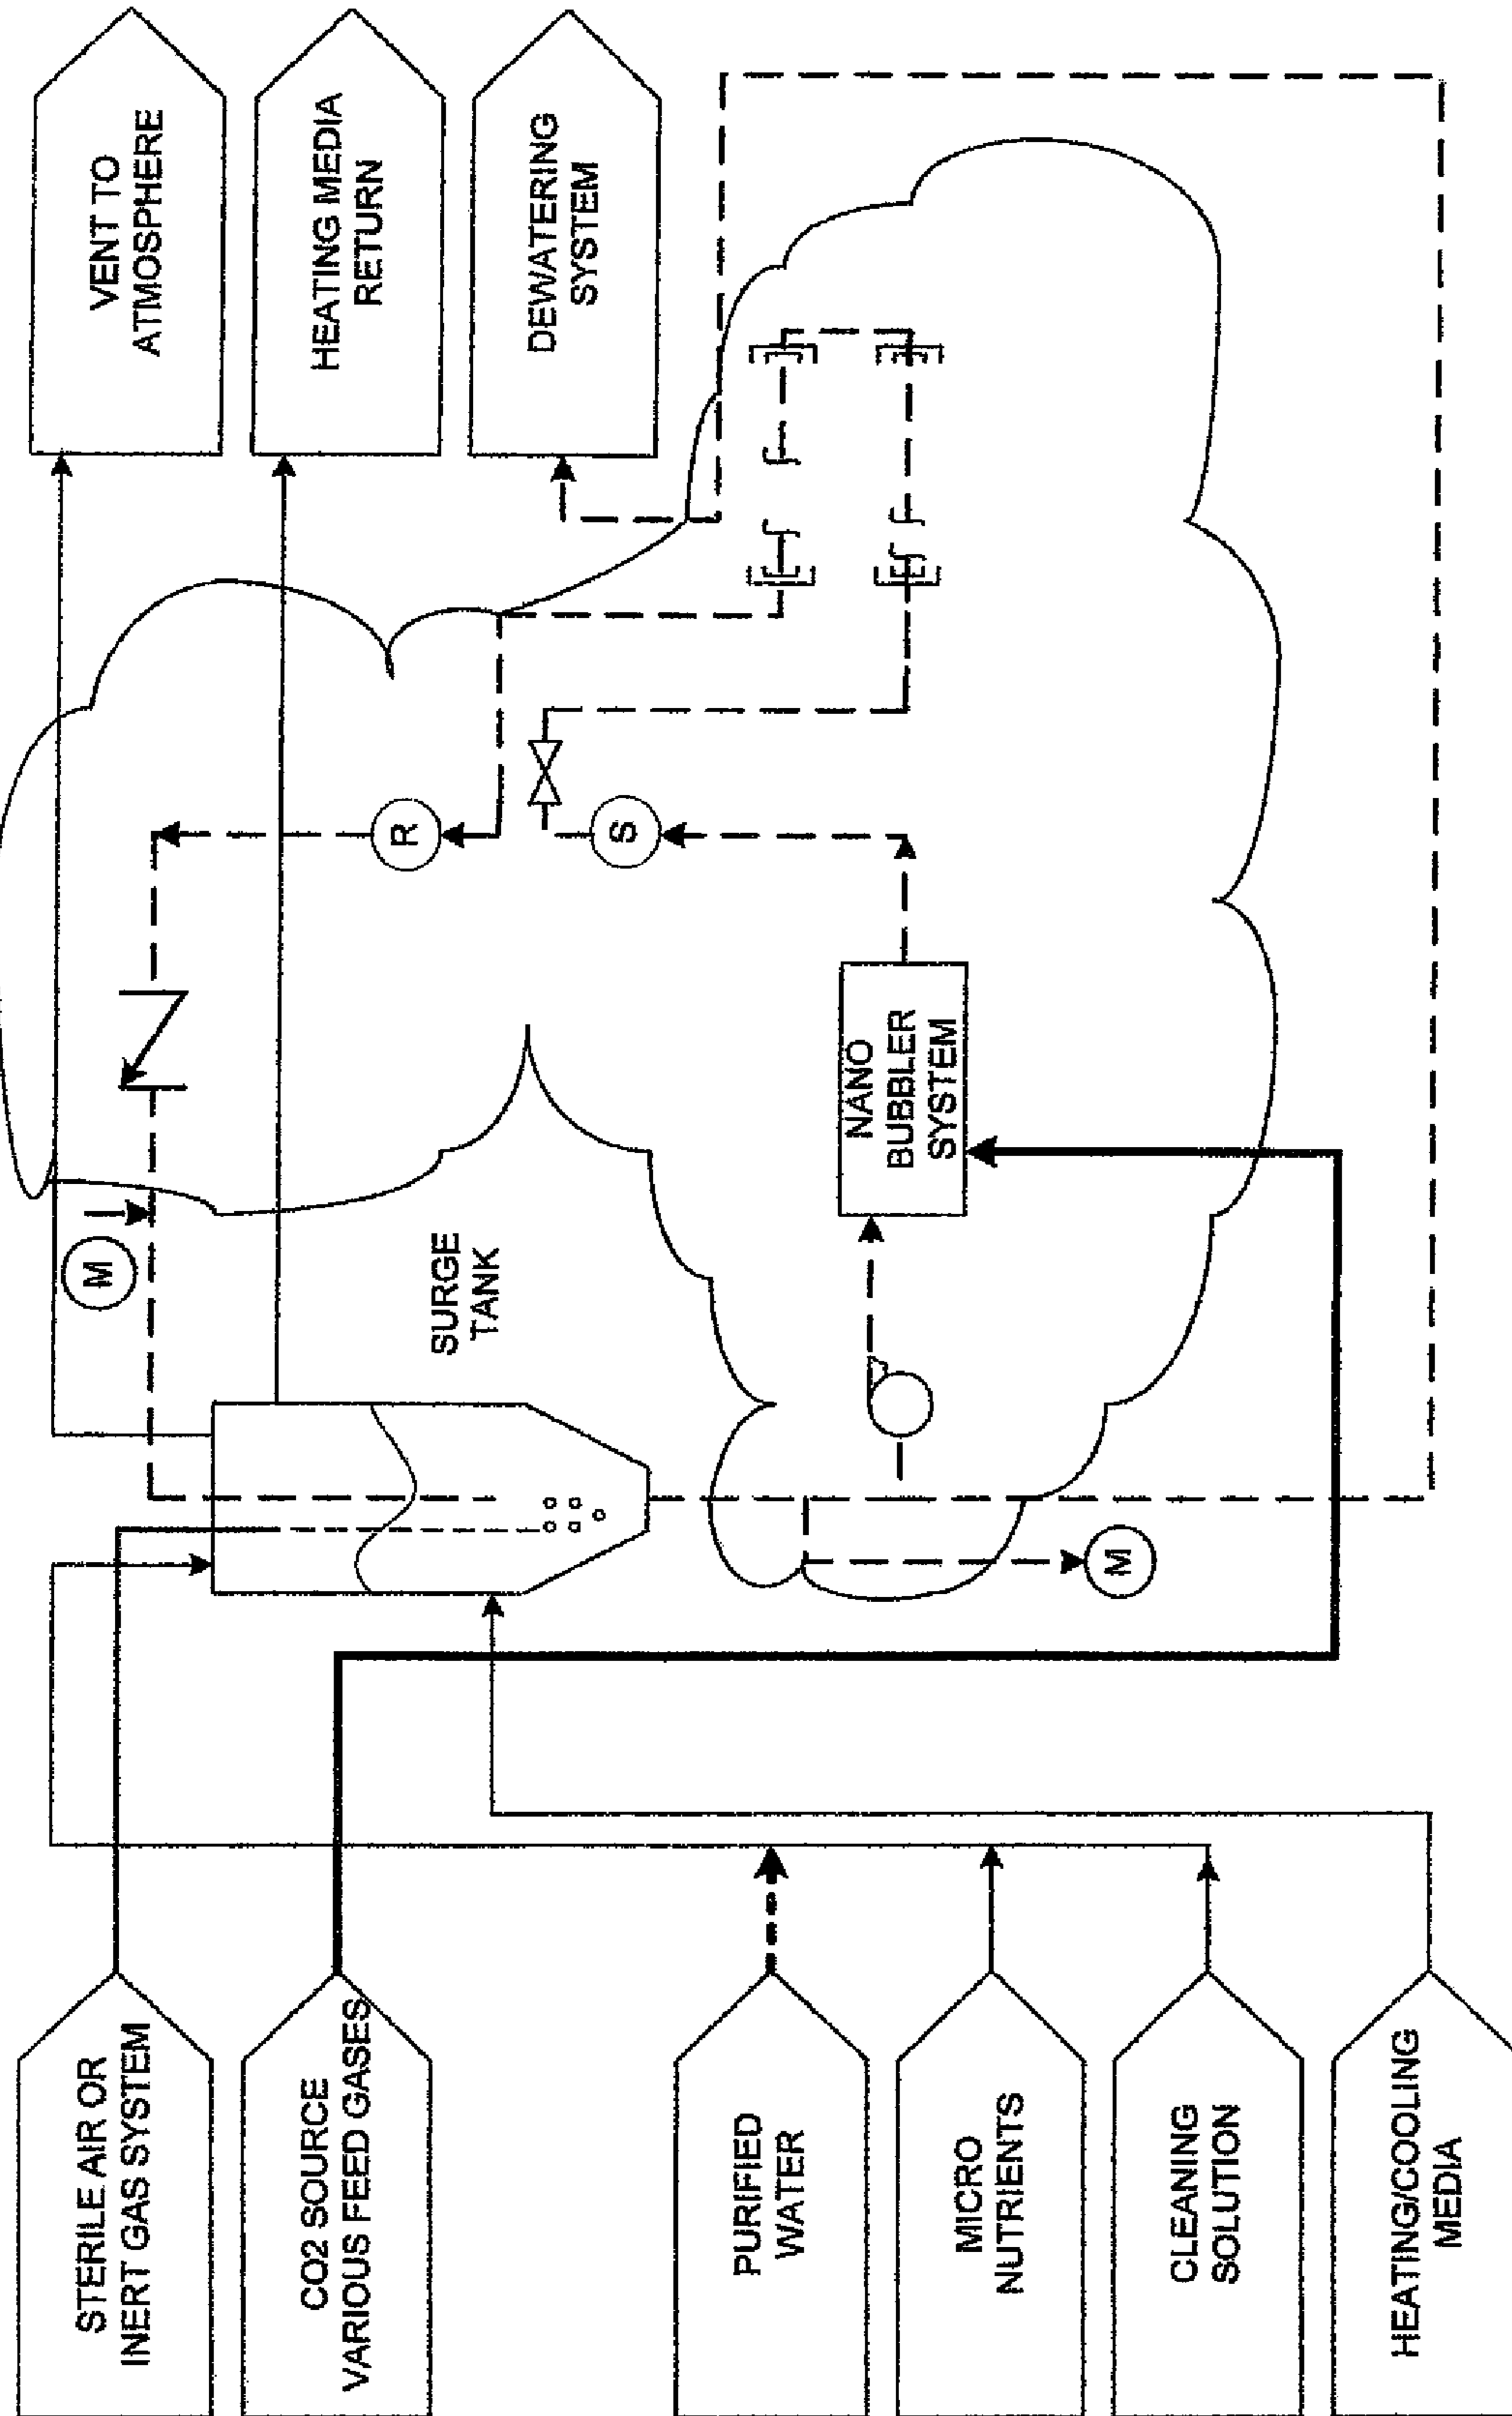 VENT TO
ATMOSPHERE
HEATING MEDIA
RETURN
DEWATERING
SYSTEM
R
S
M
SURGE
TANK
NANO
BUBBLER
SYSTEM
M
STERILE AIR OR
INERT GAS SYSTEM
CO2 SOURCE
VARIOUS FEED GASES
PURIFIED
WATER
MICRO
NUTRIENTS
CLEANING
SOLUTION
HEATING/COOLING
MEDIA